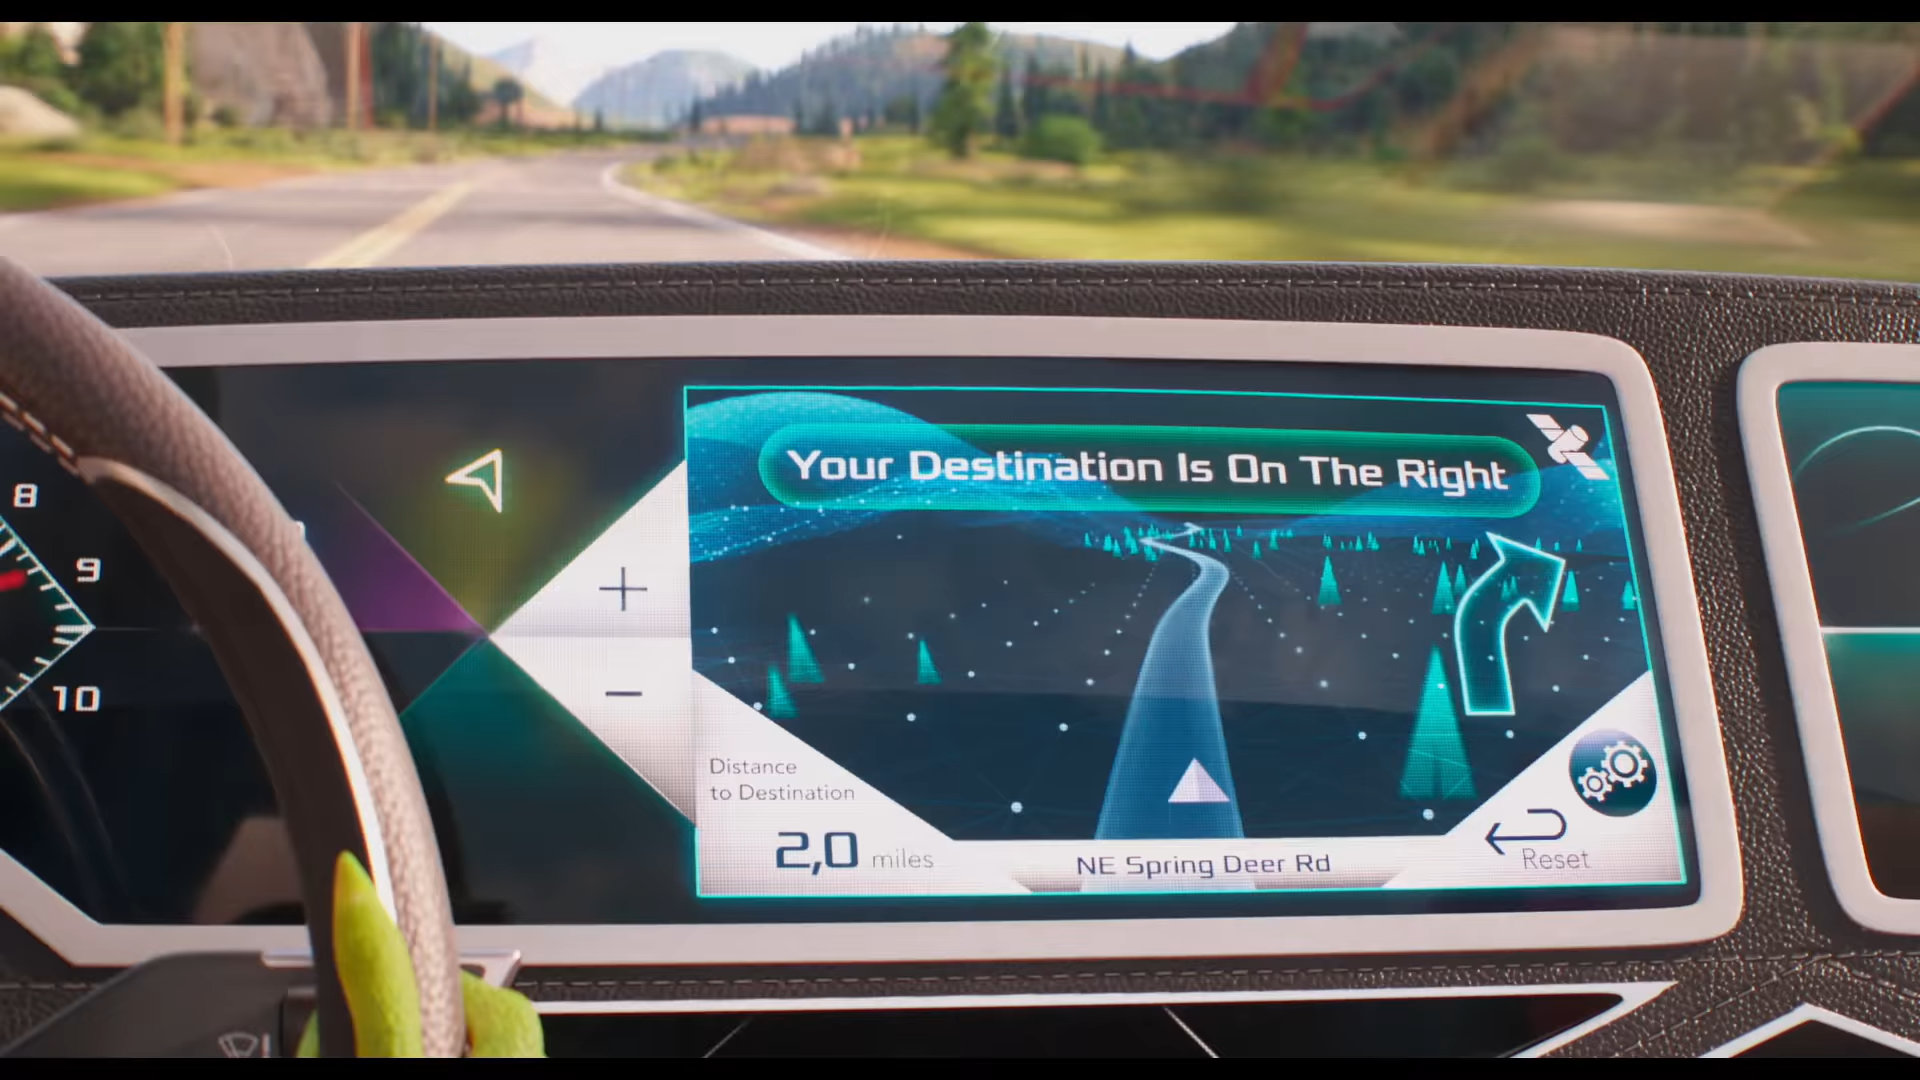 8
9
10
Your Destination Is On The Right
+
−
Distance
to Destination
2,0 miles
NE Spring Deer Rd
Reset